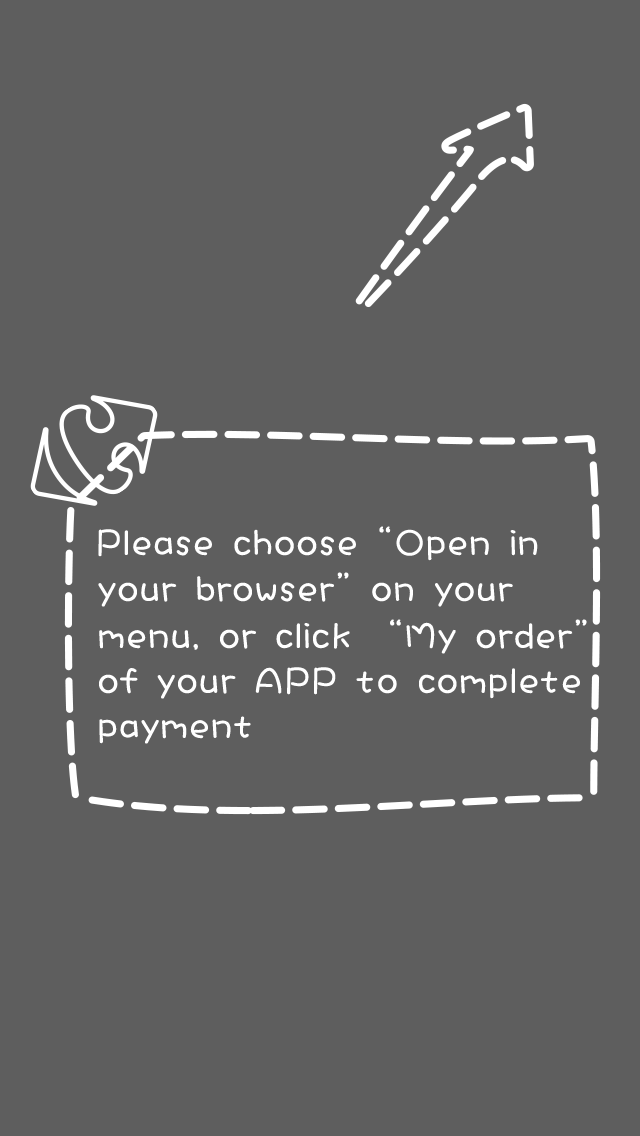 Please choose “Open in
your browser” on your
menu, or click “My order”
of your APP to complete
payment